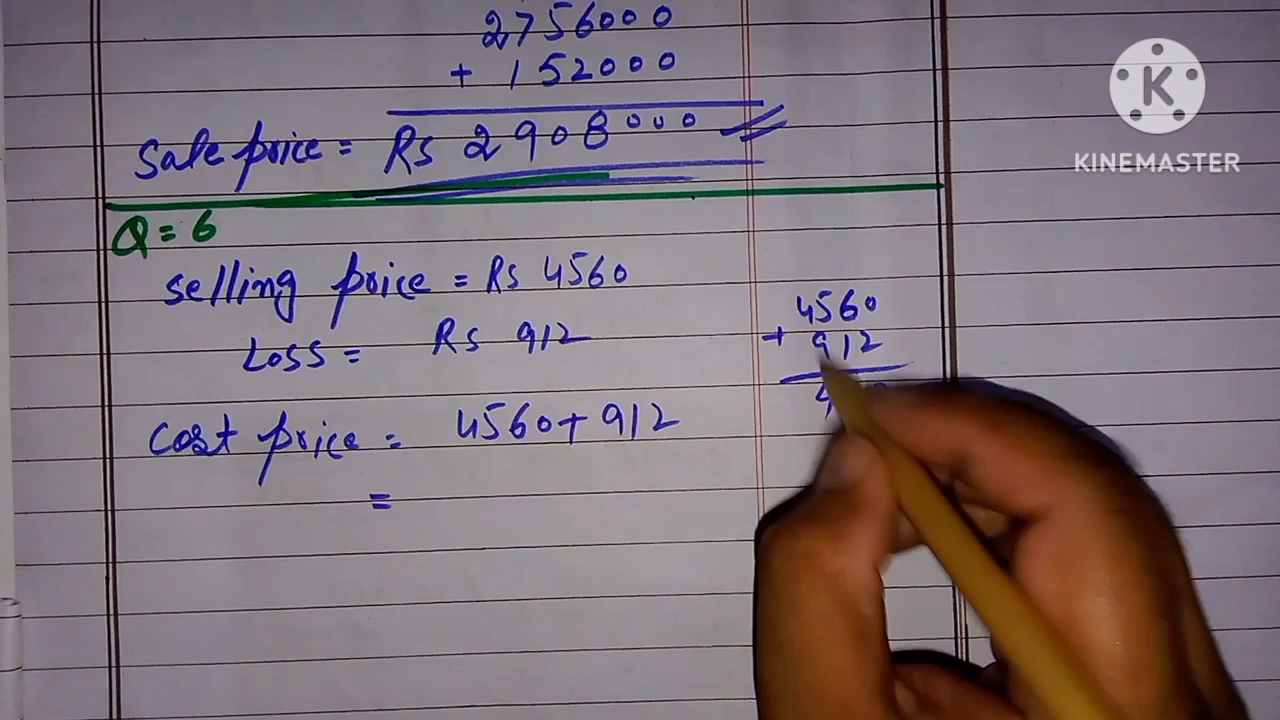 2756000
+ 152000
Sale price = Rs 2908000
K
KINEMASTER
Q = 6
Selling price = Rs 4560
Loss = Rs 912
4560
+ 912
Cost price = 4560 + 912
=